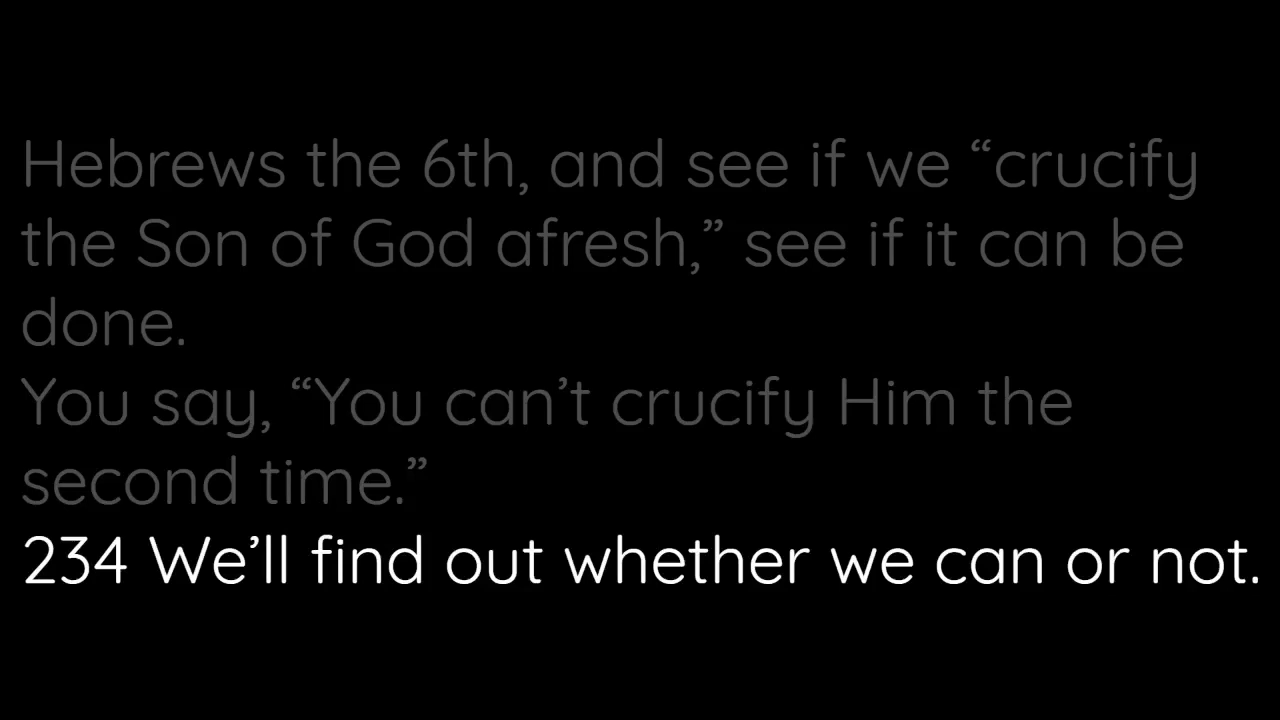 Hebrews the 6th, and see if we “crucify
the Son of God afresh,” see if it can be
done.
You say, “You can’t crucify Him the
second time.”
234 We’ll find out whether we can or not.